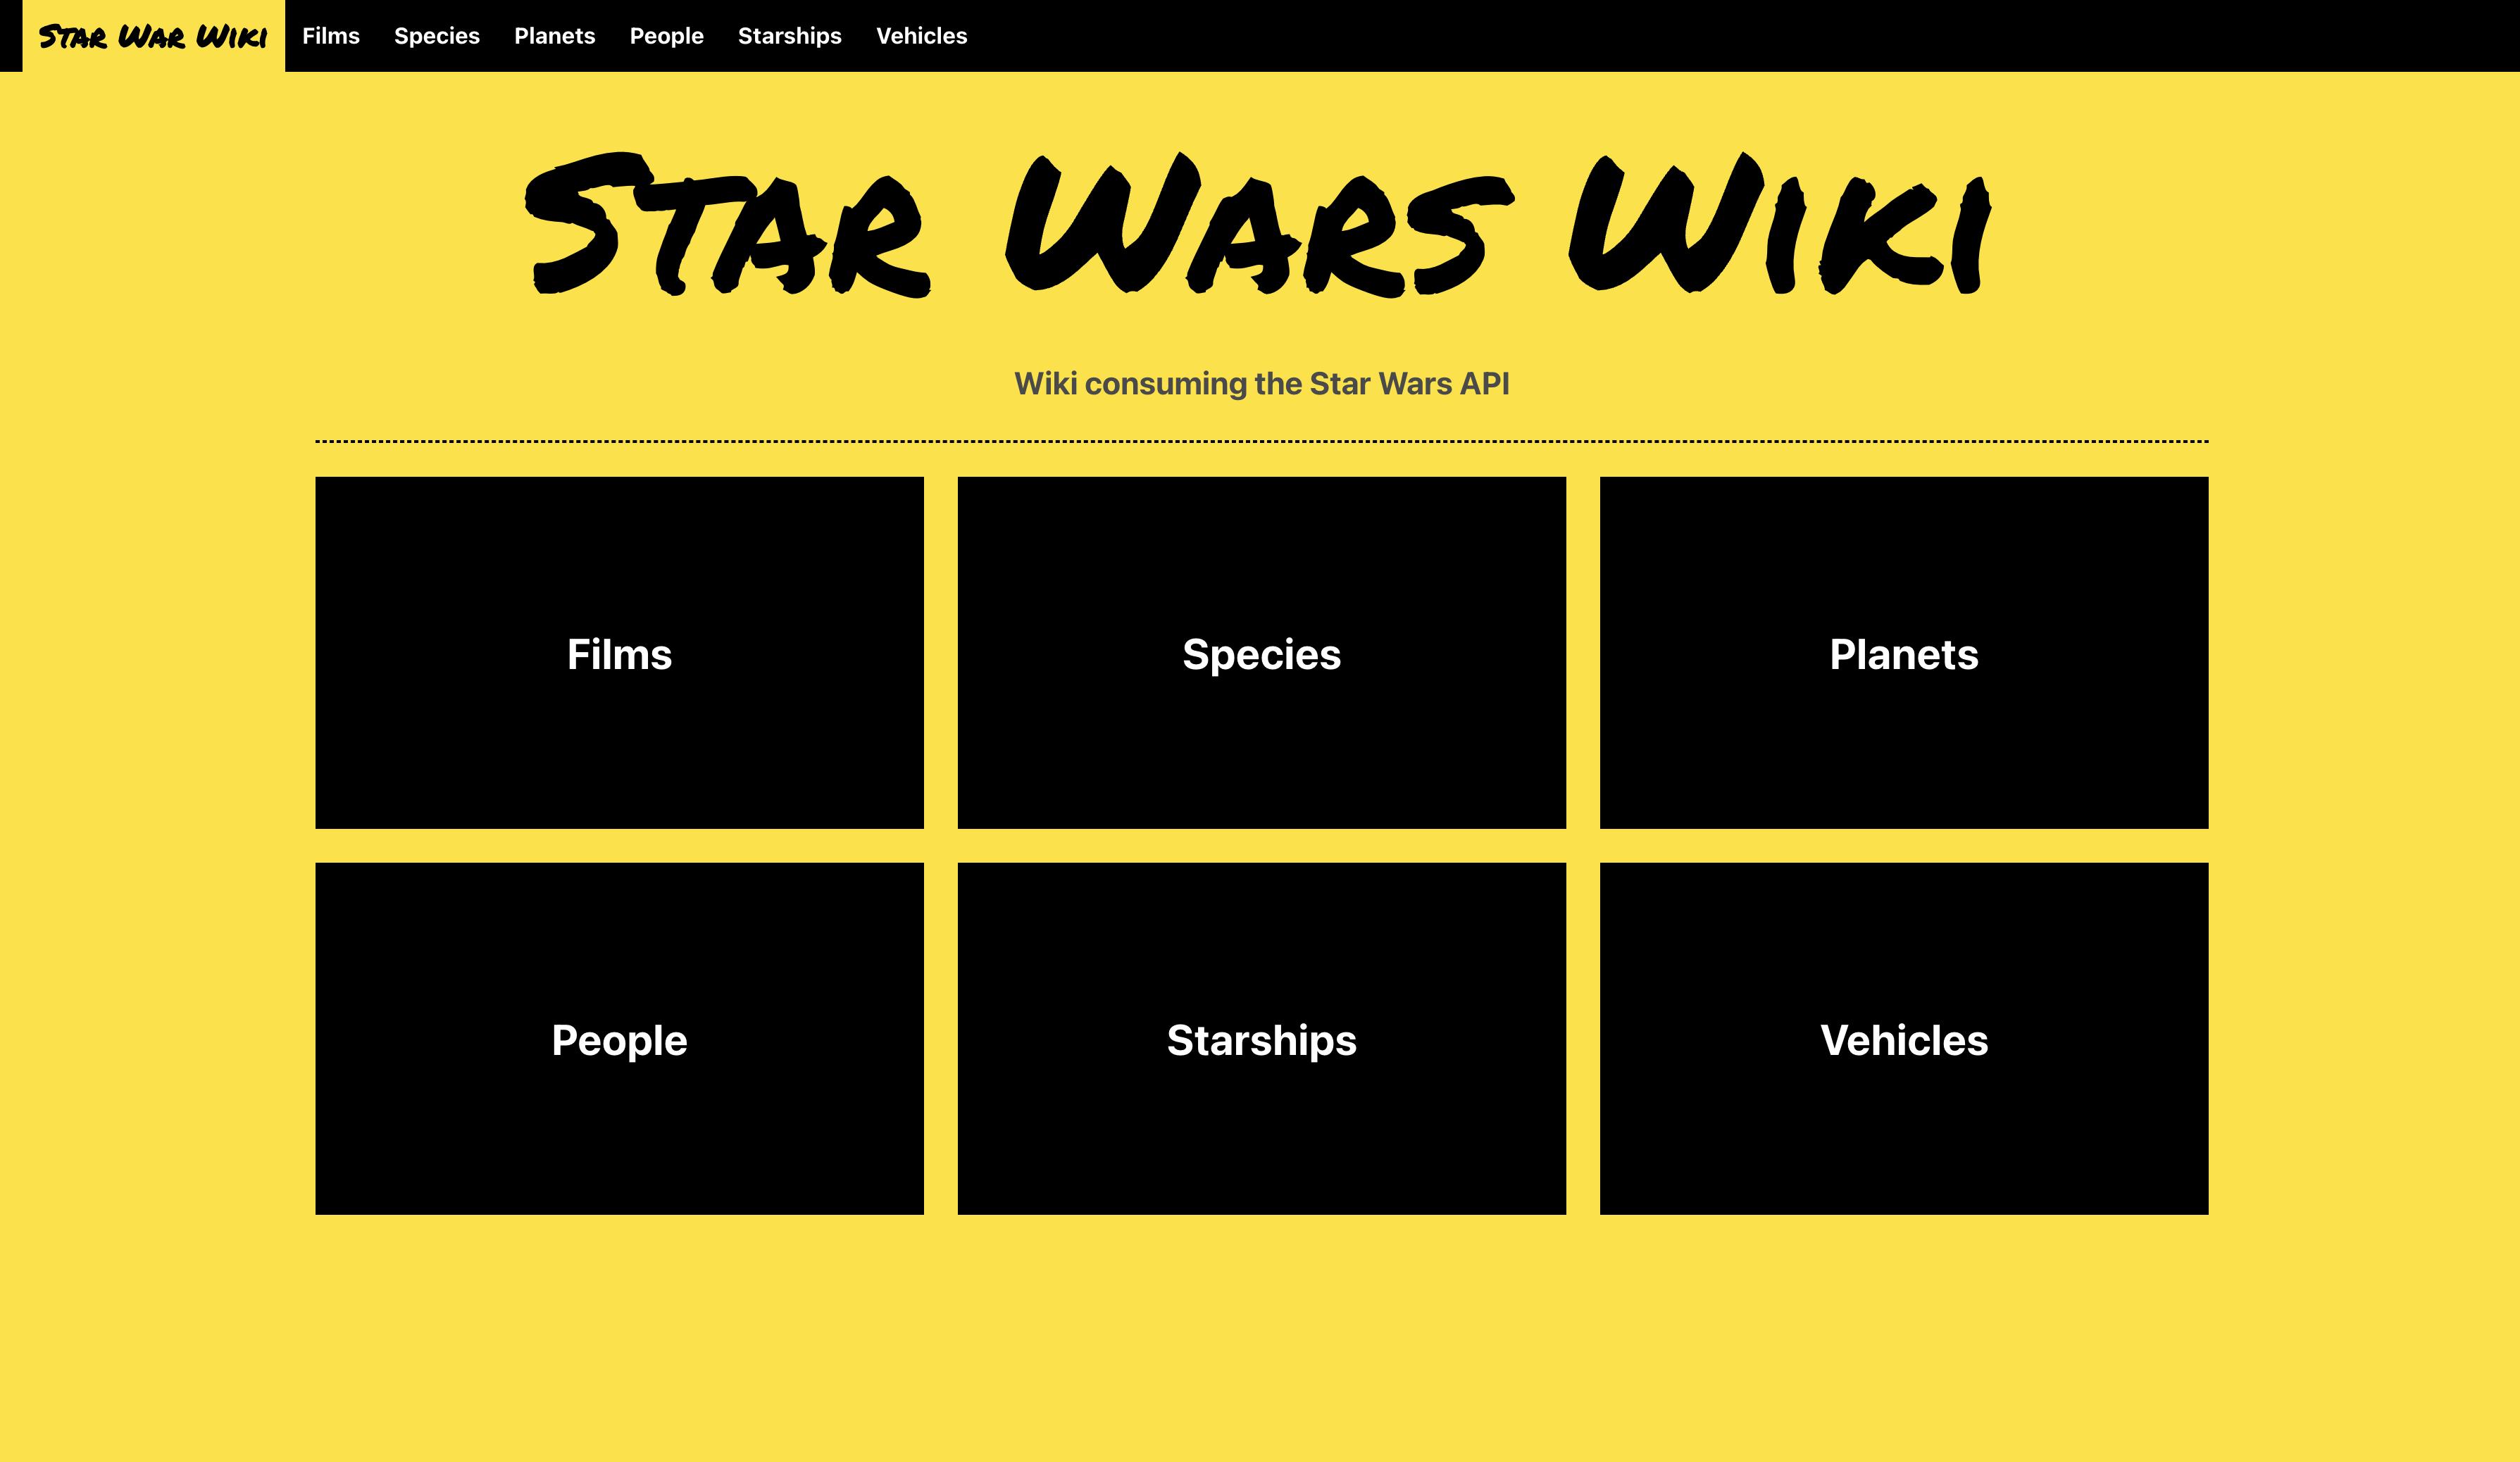 Star War Wiki Films Species Planets People Starships Vehicles
Star Wars Wiki
Wiki consuming the Star Wars API
Films Species Planets
People Starships Vehicles